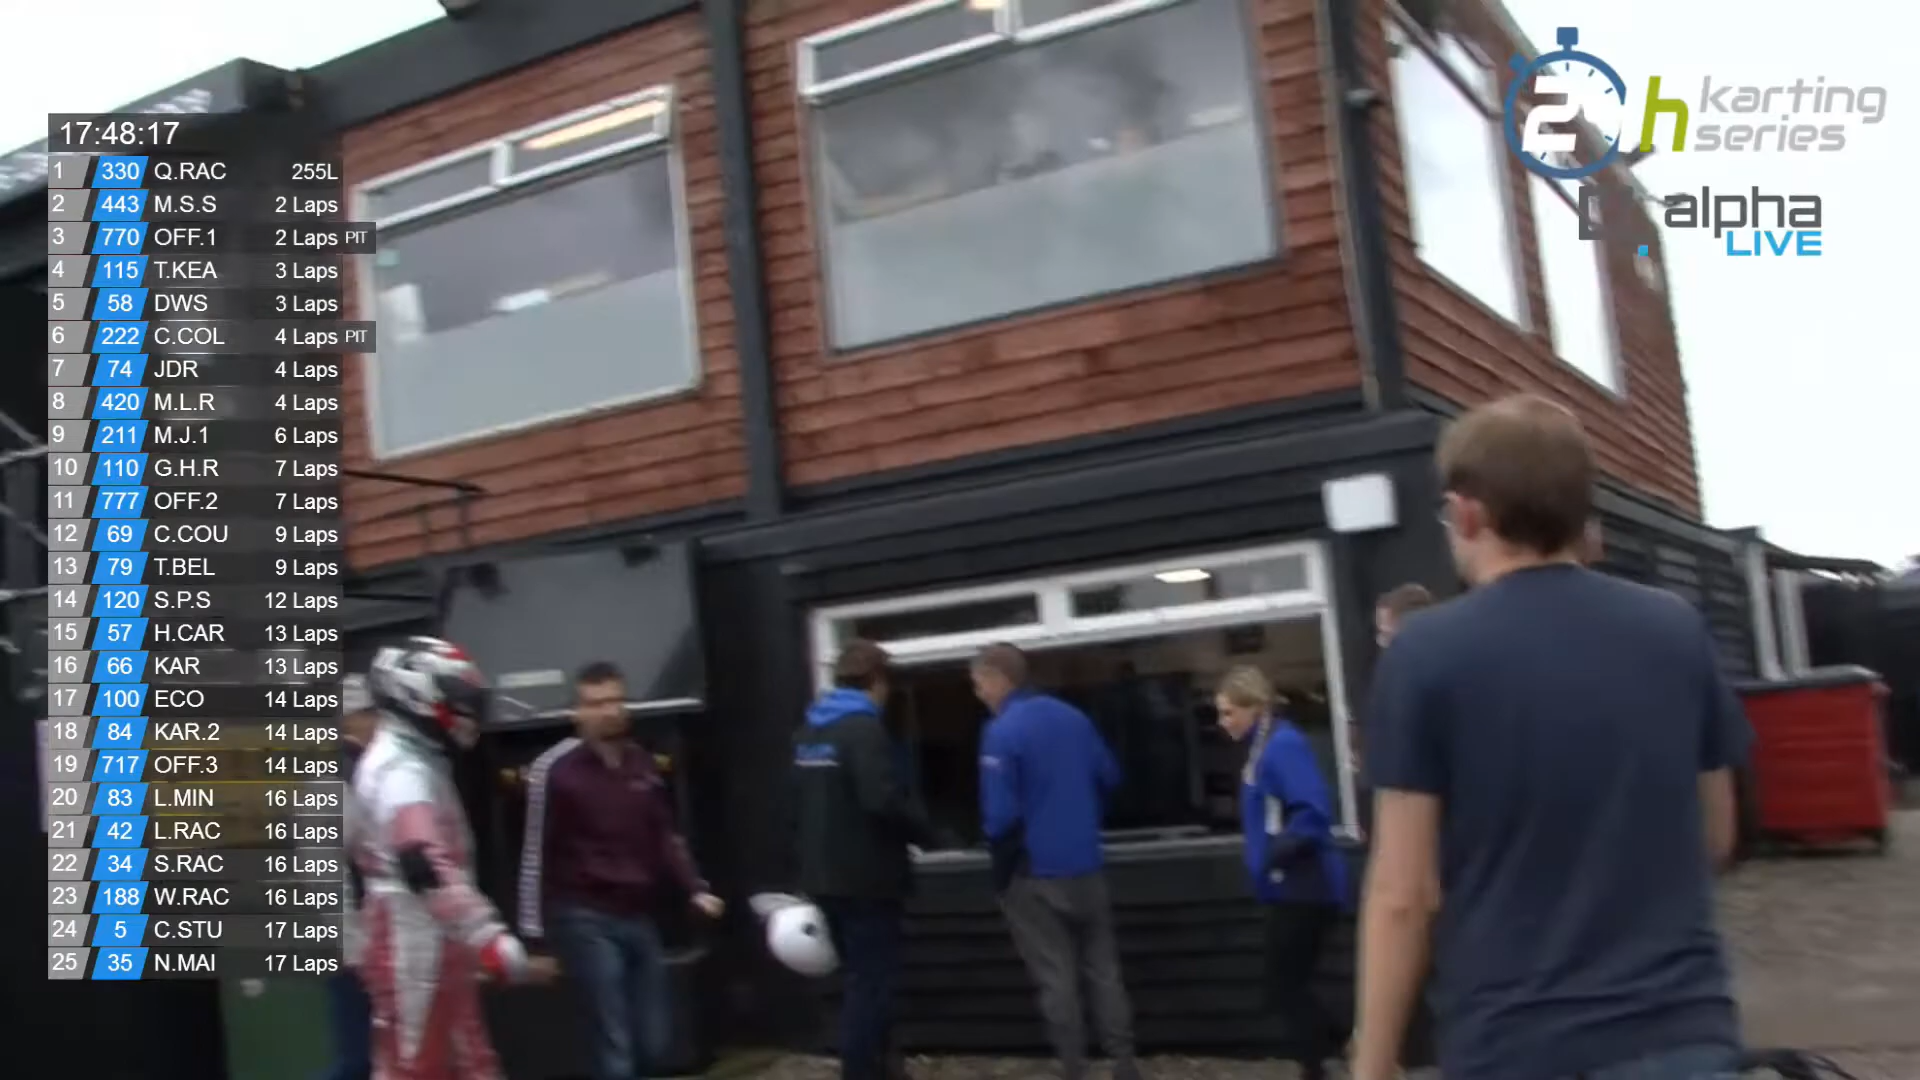 17:48:17
1 330 Q.RAC 255L
2 443 M.S.S 2 Laps
3 770 OFF.1 2 Laps PIT
4 115 T.KEA 3 Laps
5 58 DWS 3 Laps
6 222 C.COL 4 Laps PIT
7 74 JDR 4 Laps
8 420 M.L.R 4 Laps
9 211 M.J.1 6 Laps
10 110 G.H.R 7 Laps
11 777 OFF.2 7 Laps
12 69 C.COU 9 Laps
13 79 T.BEL 9 Laps
14 120 S.P.S 12 Laps
15 57 H.CAR 13 Laps
16 66 KAR 13 Laps
17 100 ECO 14 Laps
18 84 KAR.2 14 Laps
19 717 OFF.3 14 Laps
20 83 L.MIN 16 Laps
21 42 L.RAC 16 Laps
22 34 S.RAC 16 Laps
23 188 W.RAC 16 Laps
24 5 C.STU 17 Laps
25 35 N.MAI 17 Laps
24h karting
series
alpha
LIVE